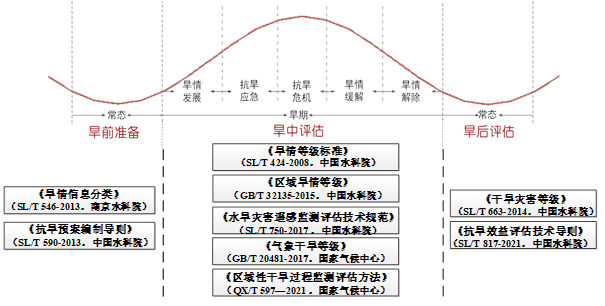 旱情 抗旱 抗旱 旱情 旱情
发展 应急 危机 缓解 解除
常态 旱期 常态
旱前准备 旱中评估 旱后评估
《旱情等级标准》
(SL/T 424-2008．中国水科院)
《区域旱情等级》
(GB/T 32135-2015．中国水科院)
《水旱灾害遥感监测评估技术规范》
(SL/T 750-2017．中国水科院)
《气象干旱等级》
(GB/T 20481-2017．国家气候中心)
《区域性干旱过程监测评估方法》
(QX/T 597—2021．国家气候中心)
《旱情信息分类》
(SL/T 546-2013．南京水科院)
《抗旱预案编制导则》
(SL/T 590-2013．中国水科院)
《干旱灾害等级》
(SL/T 663-2014．中国水科院)
《抗旱效益评估技术导则》
(SL/T 817-2021．中国水科院)